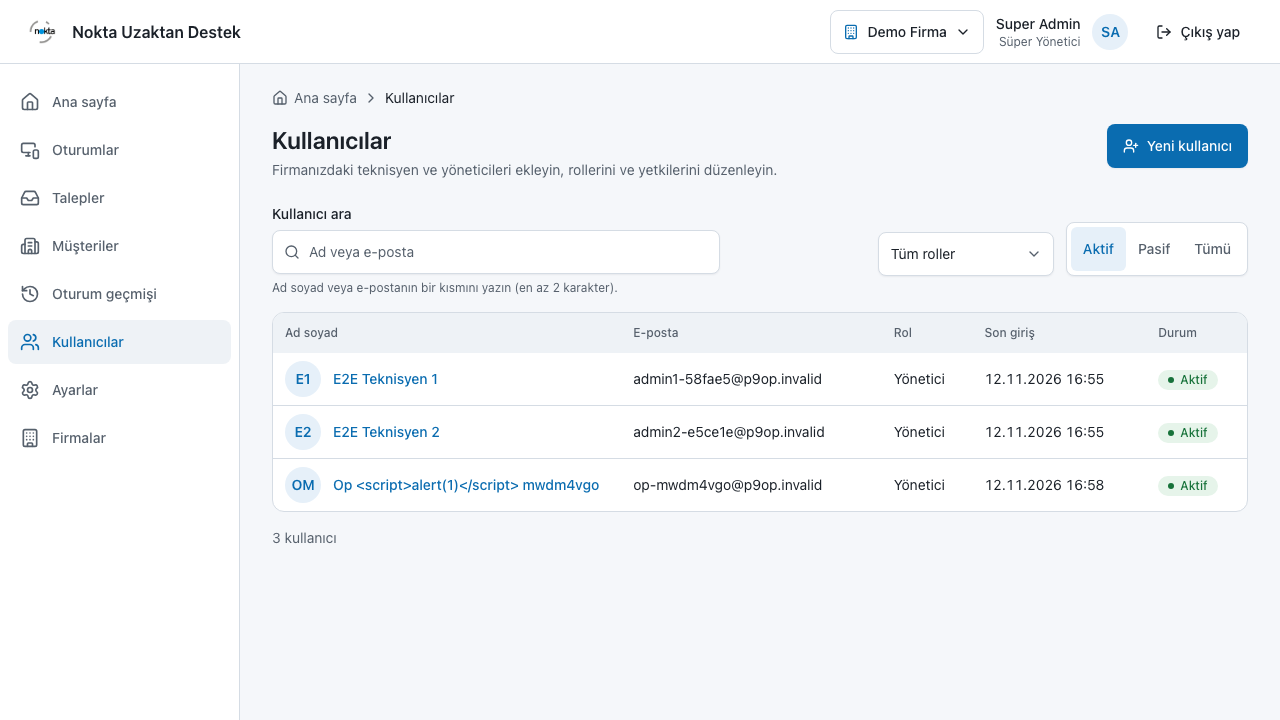 nokta
Nokta Uzaktan Destek
Demo Firma
Super Admin
Süper Yönetici
SA
Çıkış yap
Ana sayfa
Oturumlar
Talepler
Müşteriler
Oturum geçmişi
Kullanıcılar
Ayarlar
Firmalar
Ana sayfa
Kullanıcılar
Kullanıcılar
Firmanızdaki teknisyen ve yöneticileri ekleyin, rollerini ve yetkilerini düzenleyin.
Yeni kullanıcı
Kullanıcı ara
Ad veya e-posta
Ad soyad veya e-postanın bir kısmını yazın (en az 2 karakter).
Tüm roller
Aktif Pasif Tümü
Ad soyad E-posta Rol Son giriş Durum
E1 E2E Teknisyen 1 admin1-58fae5@p9op.invalid Yönetici 12.11.2026 16:55 Aktif
E2 E2E Teknisyen 2 admin2-e5ce1e@p9op.invalid Yönetici 12.11.2026 16:55 Aktif
OM Op <script>alert(1)</script> mwdm4vgo op-mwdm4vgo@p9op.invalid Yönetici 12.11.2026 16:58 Aktif
3 kullanıcı